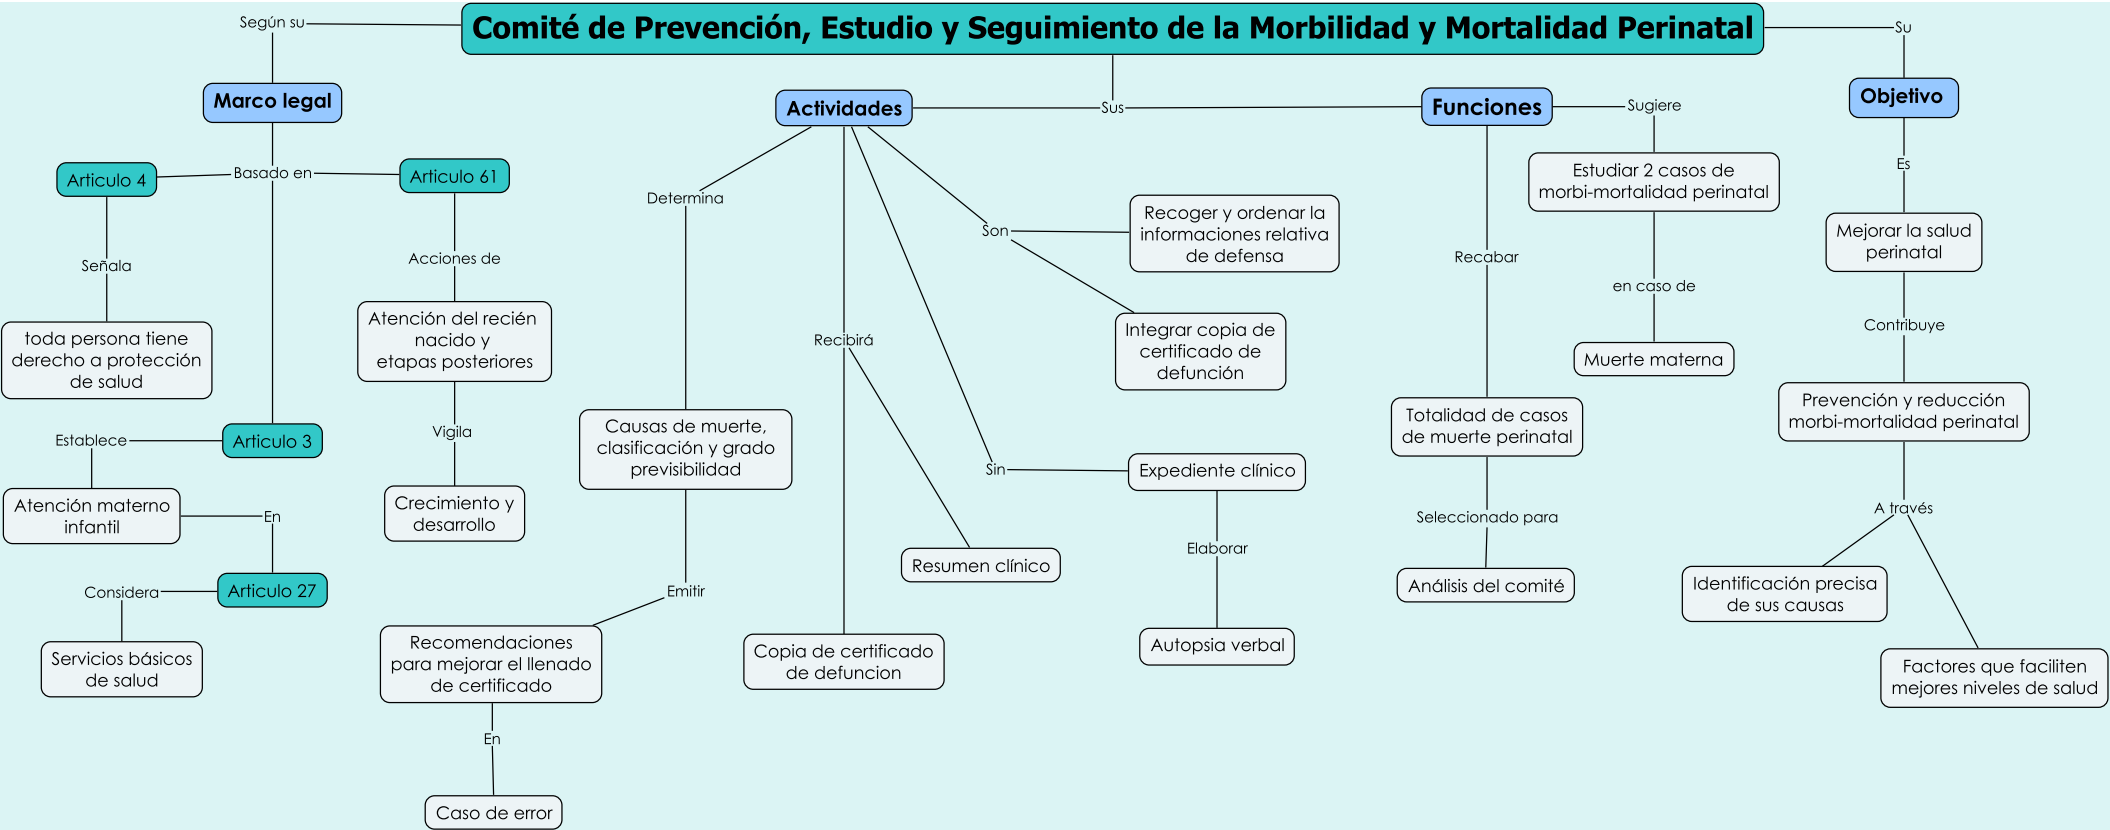 Comité de Prevención, Estudio y Seguimiento de la Morbilidad y Mortalidad Perinatal
Según su
Marco legal
Basado en
Articulo 4
Señala
toda persona tiene
derecho a protección
de salud
Articulo 61
Acciones de
Atención del recién
nacido y
etapas posteriores
Vigila
Crecimiento y
desarrollo
Articulo 3
Establece
Atención materno
infantil
En
Articulo 27
Considera
Servicios básicos
de salud
Sus
Actividades
Determina
Causas de muerte,
clasificación y grado
previsibilidad
Emitir
Recomendaciones
para mejorar el llenado
de certificado
En
Caso de error
Recibirá
Copia de certificado
de defuncion
Resumen clínico
Sin
Expediente clínico
Elaborar
Autopsia verbal
Son
Recoger y ordenar la
informaciones relativa
de defensa
Integrar copia de
certificado de
defunción
Funciones
Recabar
Totalidad de casos
de muerte perinatal
Seleccionado para
Análisis del comité
Sugiere
Estudiar 2 casos de
morbi-mortalidad perinatal
en caso de
Muerte materna
Su
Objetivo
Es
Mejorar la salud
perinatal
Contribuye
Prevención y reducción
morbi-mortalidad perinatal
A través
Identificación precisa
de sus causas
Factores que faciliten
mejores niveles de salud